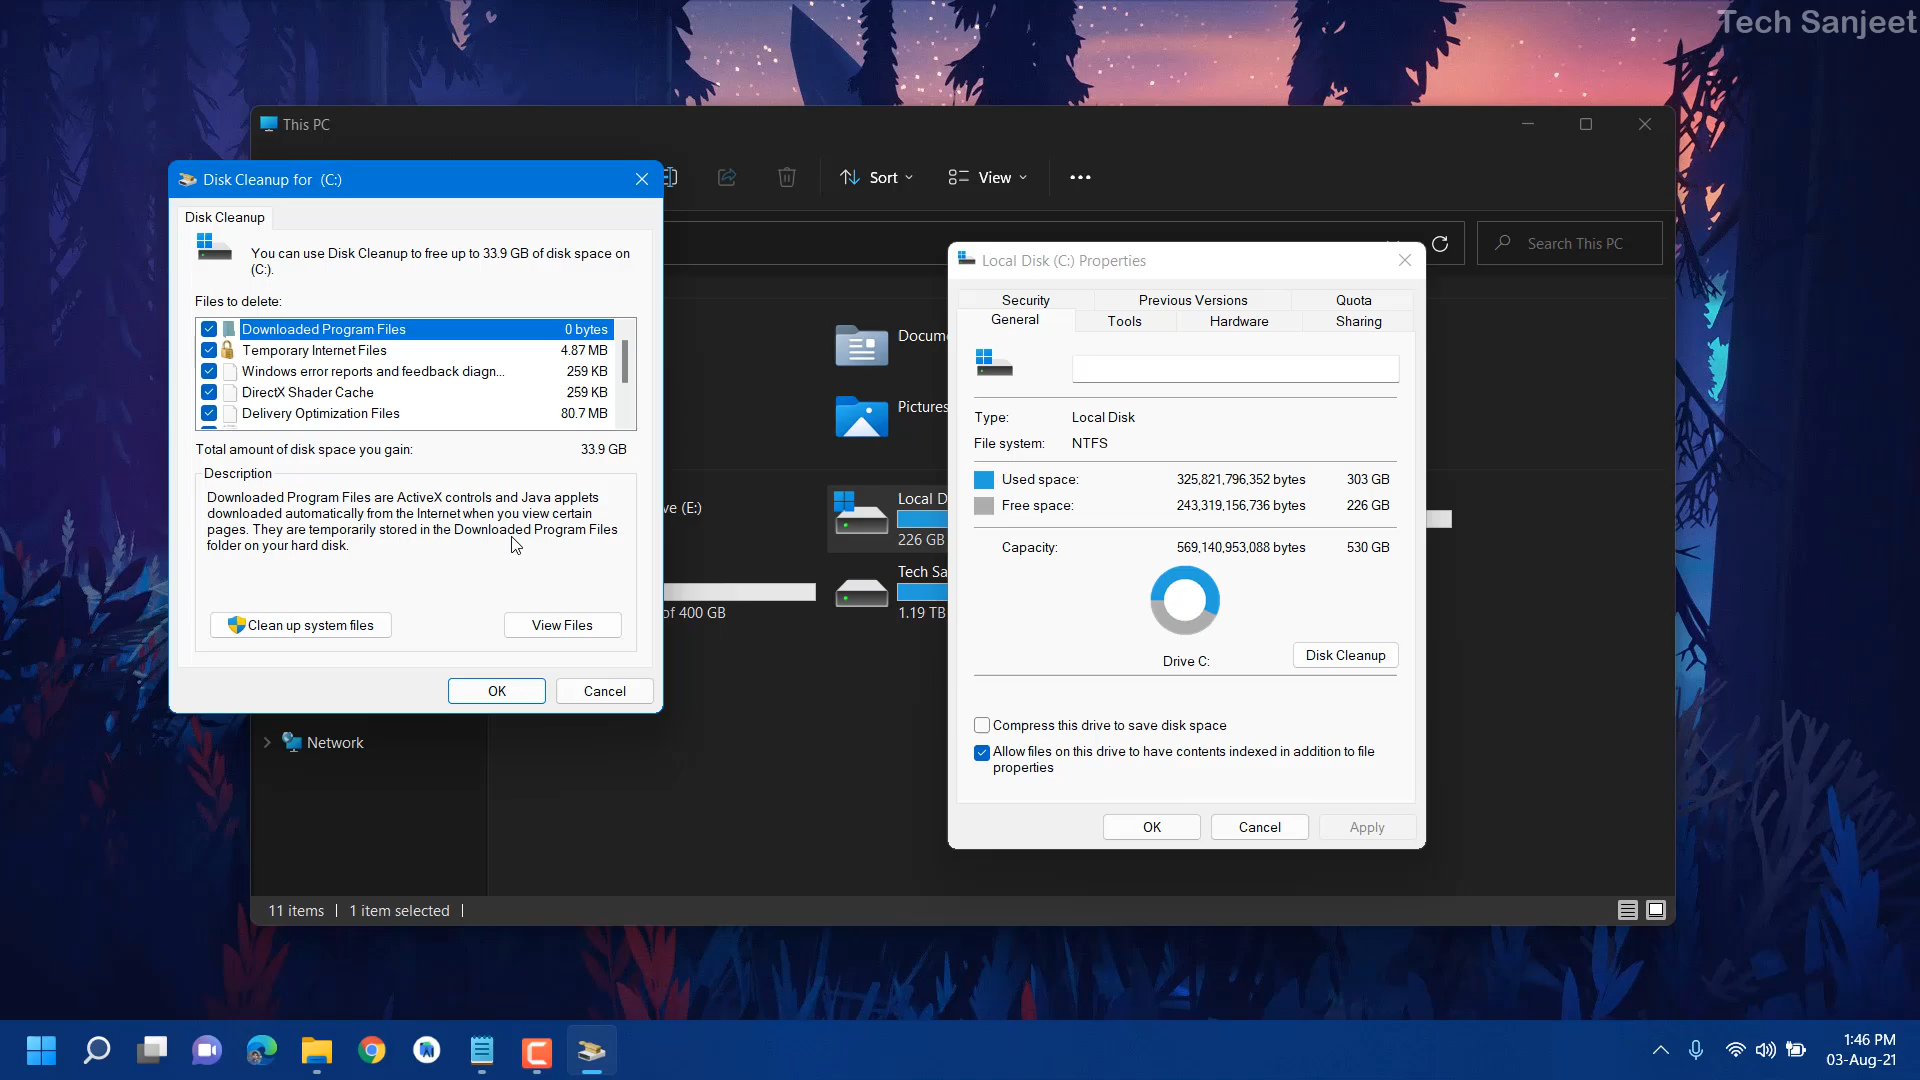 Tech Sanjeet
This PC
Sort
View
Search This PC
Disk Cleanup for (C:)
Disk Cleanup
You can use Disk Cleanup to free up to 33.9 GB of disk space on
(C:).
Files to delete:
Downloaded Program Files 0 bytes
Temporary Internet Files 4.87 MB
Windows error reports and feedback diagn... 259 KB
DirectX Shader Cache 259 KB
Delivery Optimization Files 80.7 MB
Total amount of disk space you gain: 33.9 GB
Description
Downloaded Program Files are ActiveX controls and Java applets
downloaded automatically from the Internet when you view certain
pages. They are temporarily stored in the Downloaded Program Files
folder on your hard disk.
Clean up system files
View Files
OK
Cancel
Network
ve (E:)
of 400 GB
Docum
Pictures
Local D
226 GB
Tech Sa
1.19 TB
Local Disk (C:) Properties
Security Previous Versions Quota
General Tools Hardware Sharing
Type: Local Disk
File system: NTFS
Used space: 325,821,796,352 bytes 303 GB
Free space: 243,319,156,736 bytes 226 GB
Capacity: 569,140,953,088 bytes 530 GB
Drive C:
Disk Cleanup
Compress this drive to save disk space
Allow files on this drive to have contents indexed in addition to file
properties
OK
Cancel
Apply
11 items
1 item selected
1:46 PM
03-Aug-21